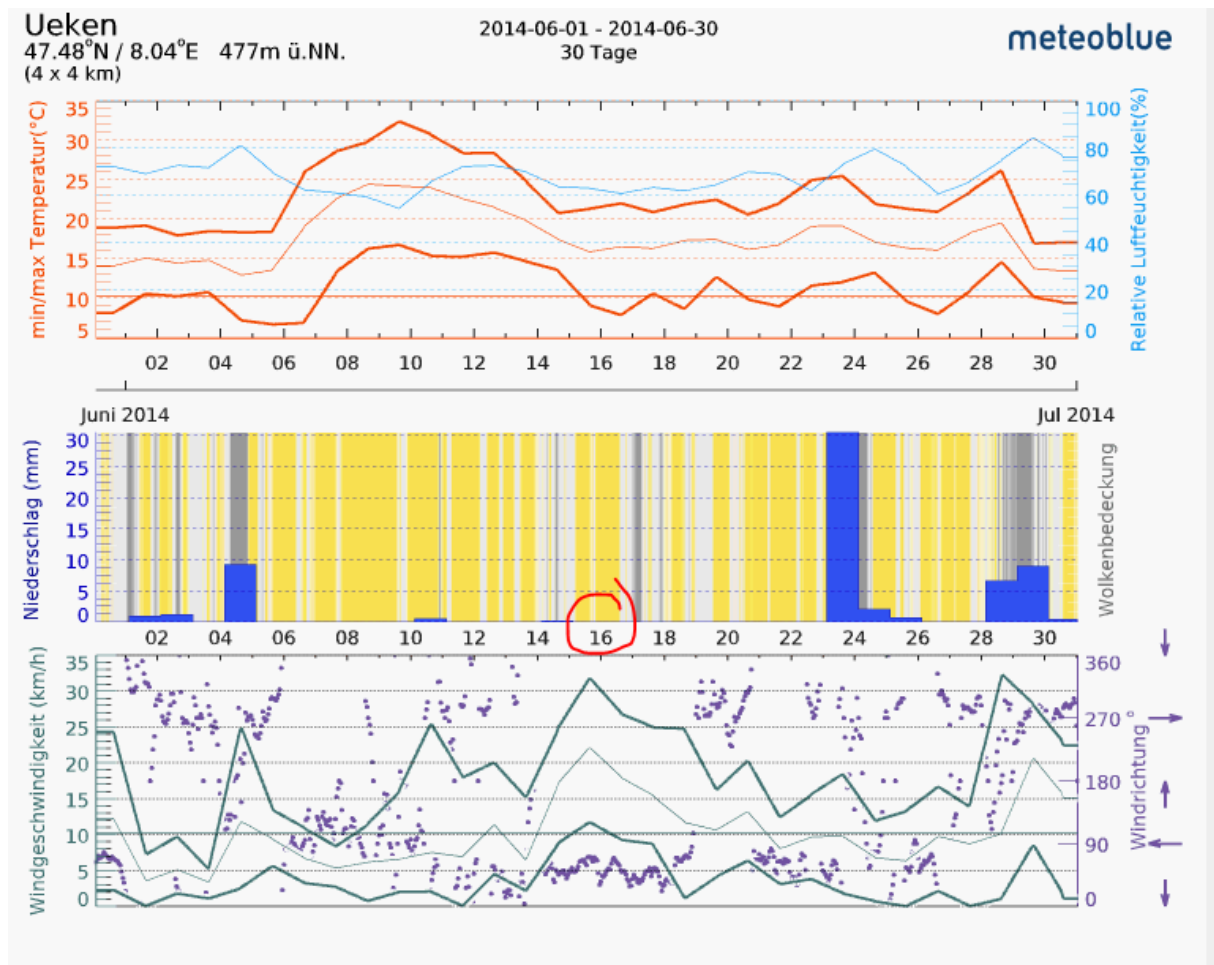 Ueken
47.48°N / 8.04°E 477m ü.NN.
(4 x 4 km)
2014-06-01 - 2014-06-30
30 Tage
meteoblue
min/max Temperatur(°C)
35
30
25
20
15
10
5
100
80
60
40
20
0
Relative Luftfeuchtigkeit(%)
02 04 06 08 10 12 14 16 18 20 22 24 26 28 30
Juni 2014
Jul 2014
Niederschlag (mm)
30
25
20
15
10
5
0
Wolkenbedeckung
02 04 06 08 10 12 14 16 18 20 22 24 26 28 30
Windgeschwindigkeit (km/h)
35
30
25
20
15
10
5
0
360
270
180
90
0
Windrichtung °